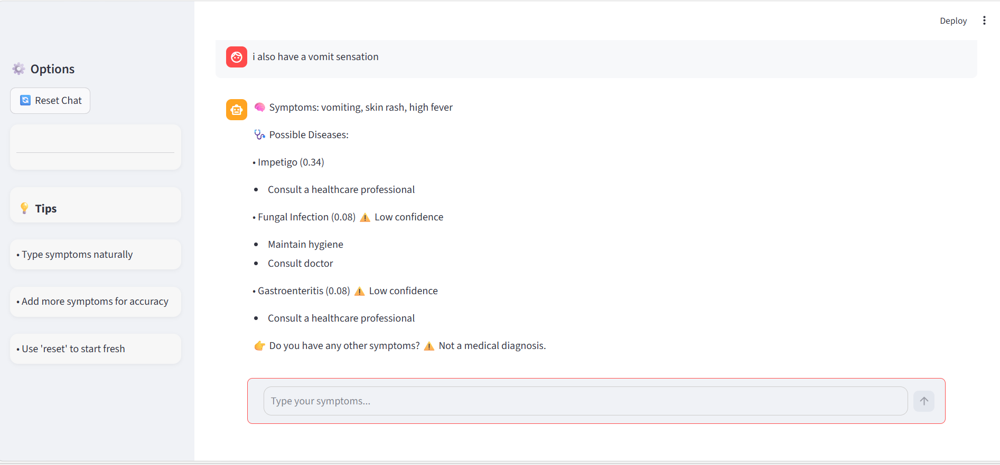 Deploy
⚙️ Options
🔄 Reset Chat
💡 Tips
• Type symptoms naturally
• Add more symptoms for accuracy
• Use 'reset' to start fresh
i also have a vomit sensation
🧠 Symptoms: vomiting, skin rash, high fever
🩺 Possible Diseases:
• Impetigo (0.34)
• Consult a healthcare professional
• Fungal Infection (0.08) ⚠️ Low confidence
• Maintain hygiene
• Consult doctor
• Gastroenteritis (0.08) ⚠️ Low confidence
• Consult a healthcare professional
👉 Do you have any other symptoms? ⚠️ Not a medical diagnosis.
Type your symptoms...